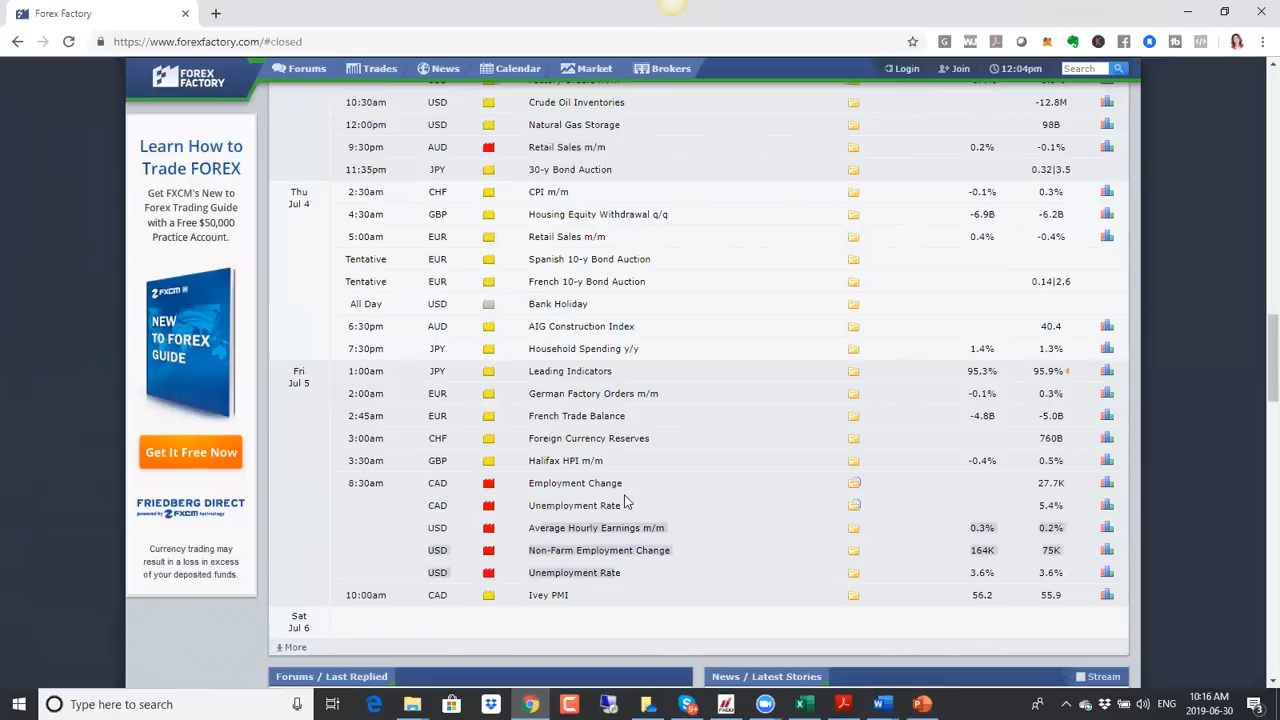 Forex Factory
https://www.forexfactory.com/#closed
FOREX FACTORY
Forums Trades News Calendar Market Brokers Login Join 12:04pm Search
Learn How to
Trade FOREX
Get FXCM's New to
Forex Trading Guide
with a Free $50,000
Practice Account.
FXCM
NEW
TO FOREX
GUIDE
Get It Free Now
FRIEDBERG DIRECT
powered by FXCM technology
Currency trading may
result in a loss in excess
of your deposited funds.
10:30am USD Crude Oil Inventories -12.8M
12:00pm USD Natural Gas Storage 98B
9:30pm AUD Retail Sales m/m 0.2% -0.1%
11:35pm JPY 30-y Bond Auction 0.32|3.5
Thu Jul 4 2:30am CHF CPI m/m -0.1% 0.3%
4:30am GBP Housing Equity Withdrawal q/q -6.9B -6.2B
5:00am EUR Retail Sales m/m 0.4% -0.4%
Tentative EUR Spanish 10-y Bond Auction
Tentative EUR French 10-y Bond Auction 0.14|2.6
All Day USD Bank Holiday
6:30pm AUD AIG Construction Index 40.4
7:30pm JPY Household Spending y/y 1.4% 1.3%
Fri Jul 5 1:00am JPY Leading Indicators 95.3% 95.9%
2:00am EUR German Factory Orders m/m -0.1% 0.3%
2:45am EUR French Trade Balance -4.8B -5.0B
3:00am CHF Foreign Currency Reserves 760B
3:30am GBP Halifax HPI m/m -0.4% 0.5%
8:30am CAD Employment Change 27.7K
CAD Unemployment Rate 5.4%
USD Average Hourly Earnings m/m 0.3% 0.2%
USD Non-Farm Employment Change 164K 75K
USD Unemployment Rate 3.6% 3.6%
10:00am CAD Ivey PMI 56.2 55.9
Sat Jul 6
More
Forums / Last Replied News / Latest Stories Stream
Type here to search
10:16 AM
2019-06-30